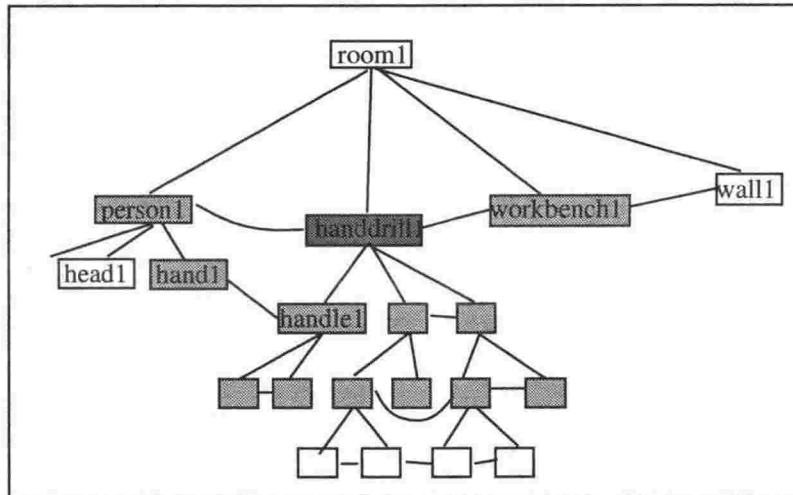 room1
person1
handdrill1
workbench1
wall1
head1
hand1
handle1